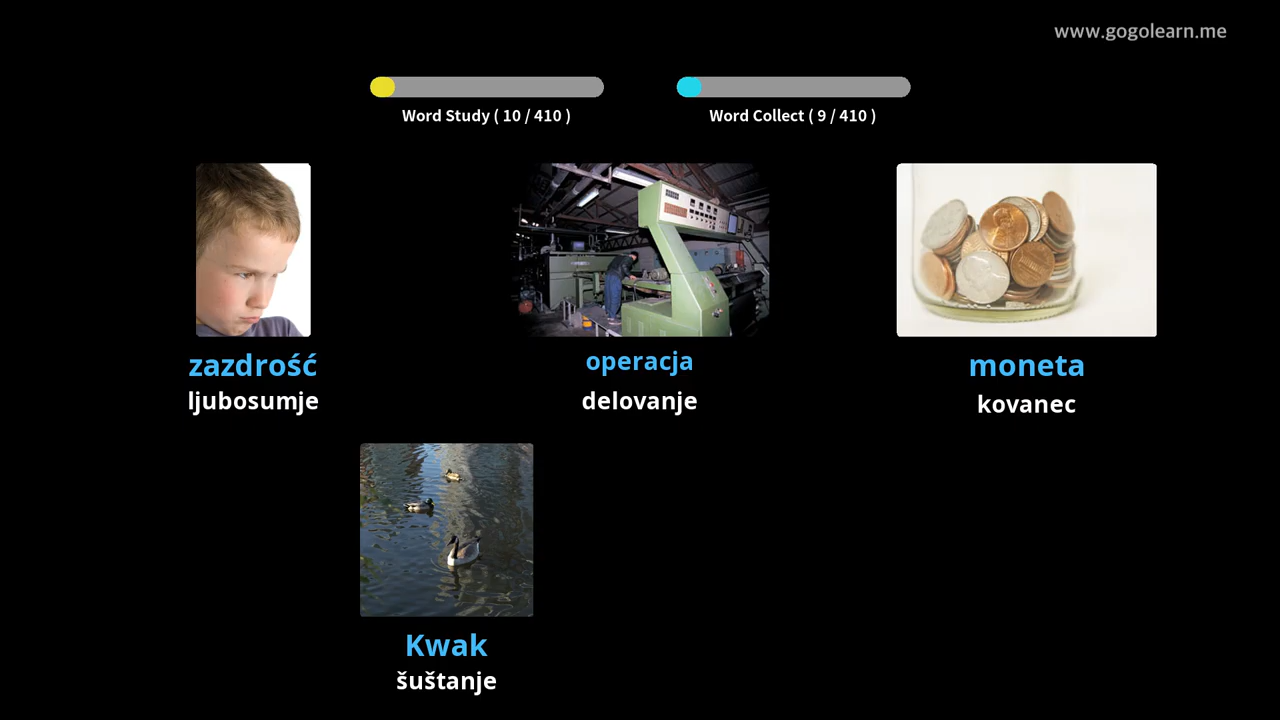 www.gogolearn.me
Word Study ( 10 / 410 )
Word Collect ( 9 / 410 )
zazdrość
ljubosumje
operacja
delovanje
moneta
kovanec
Kwak
šuštanje